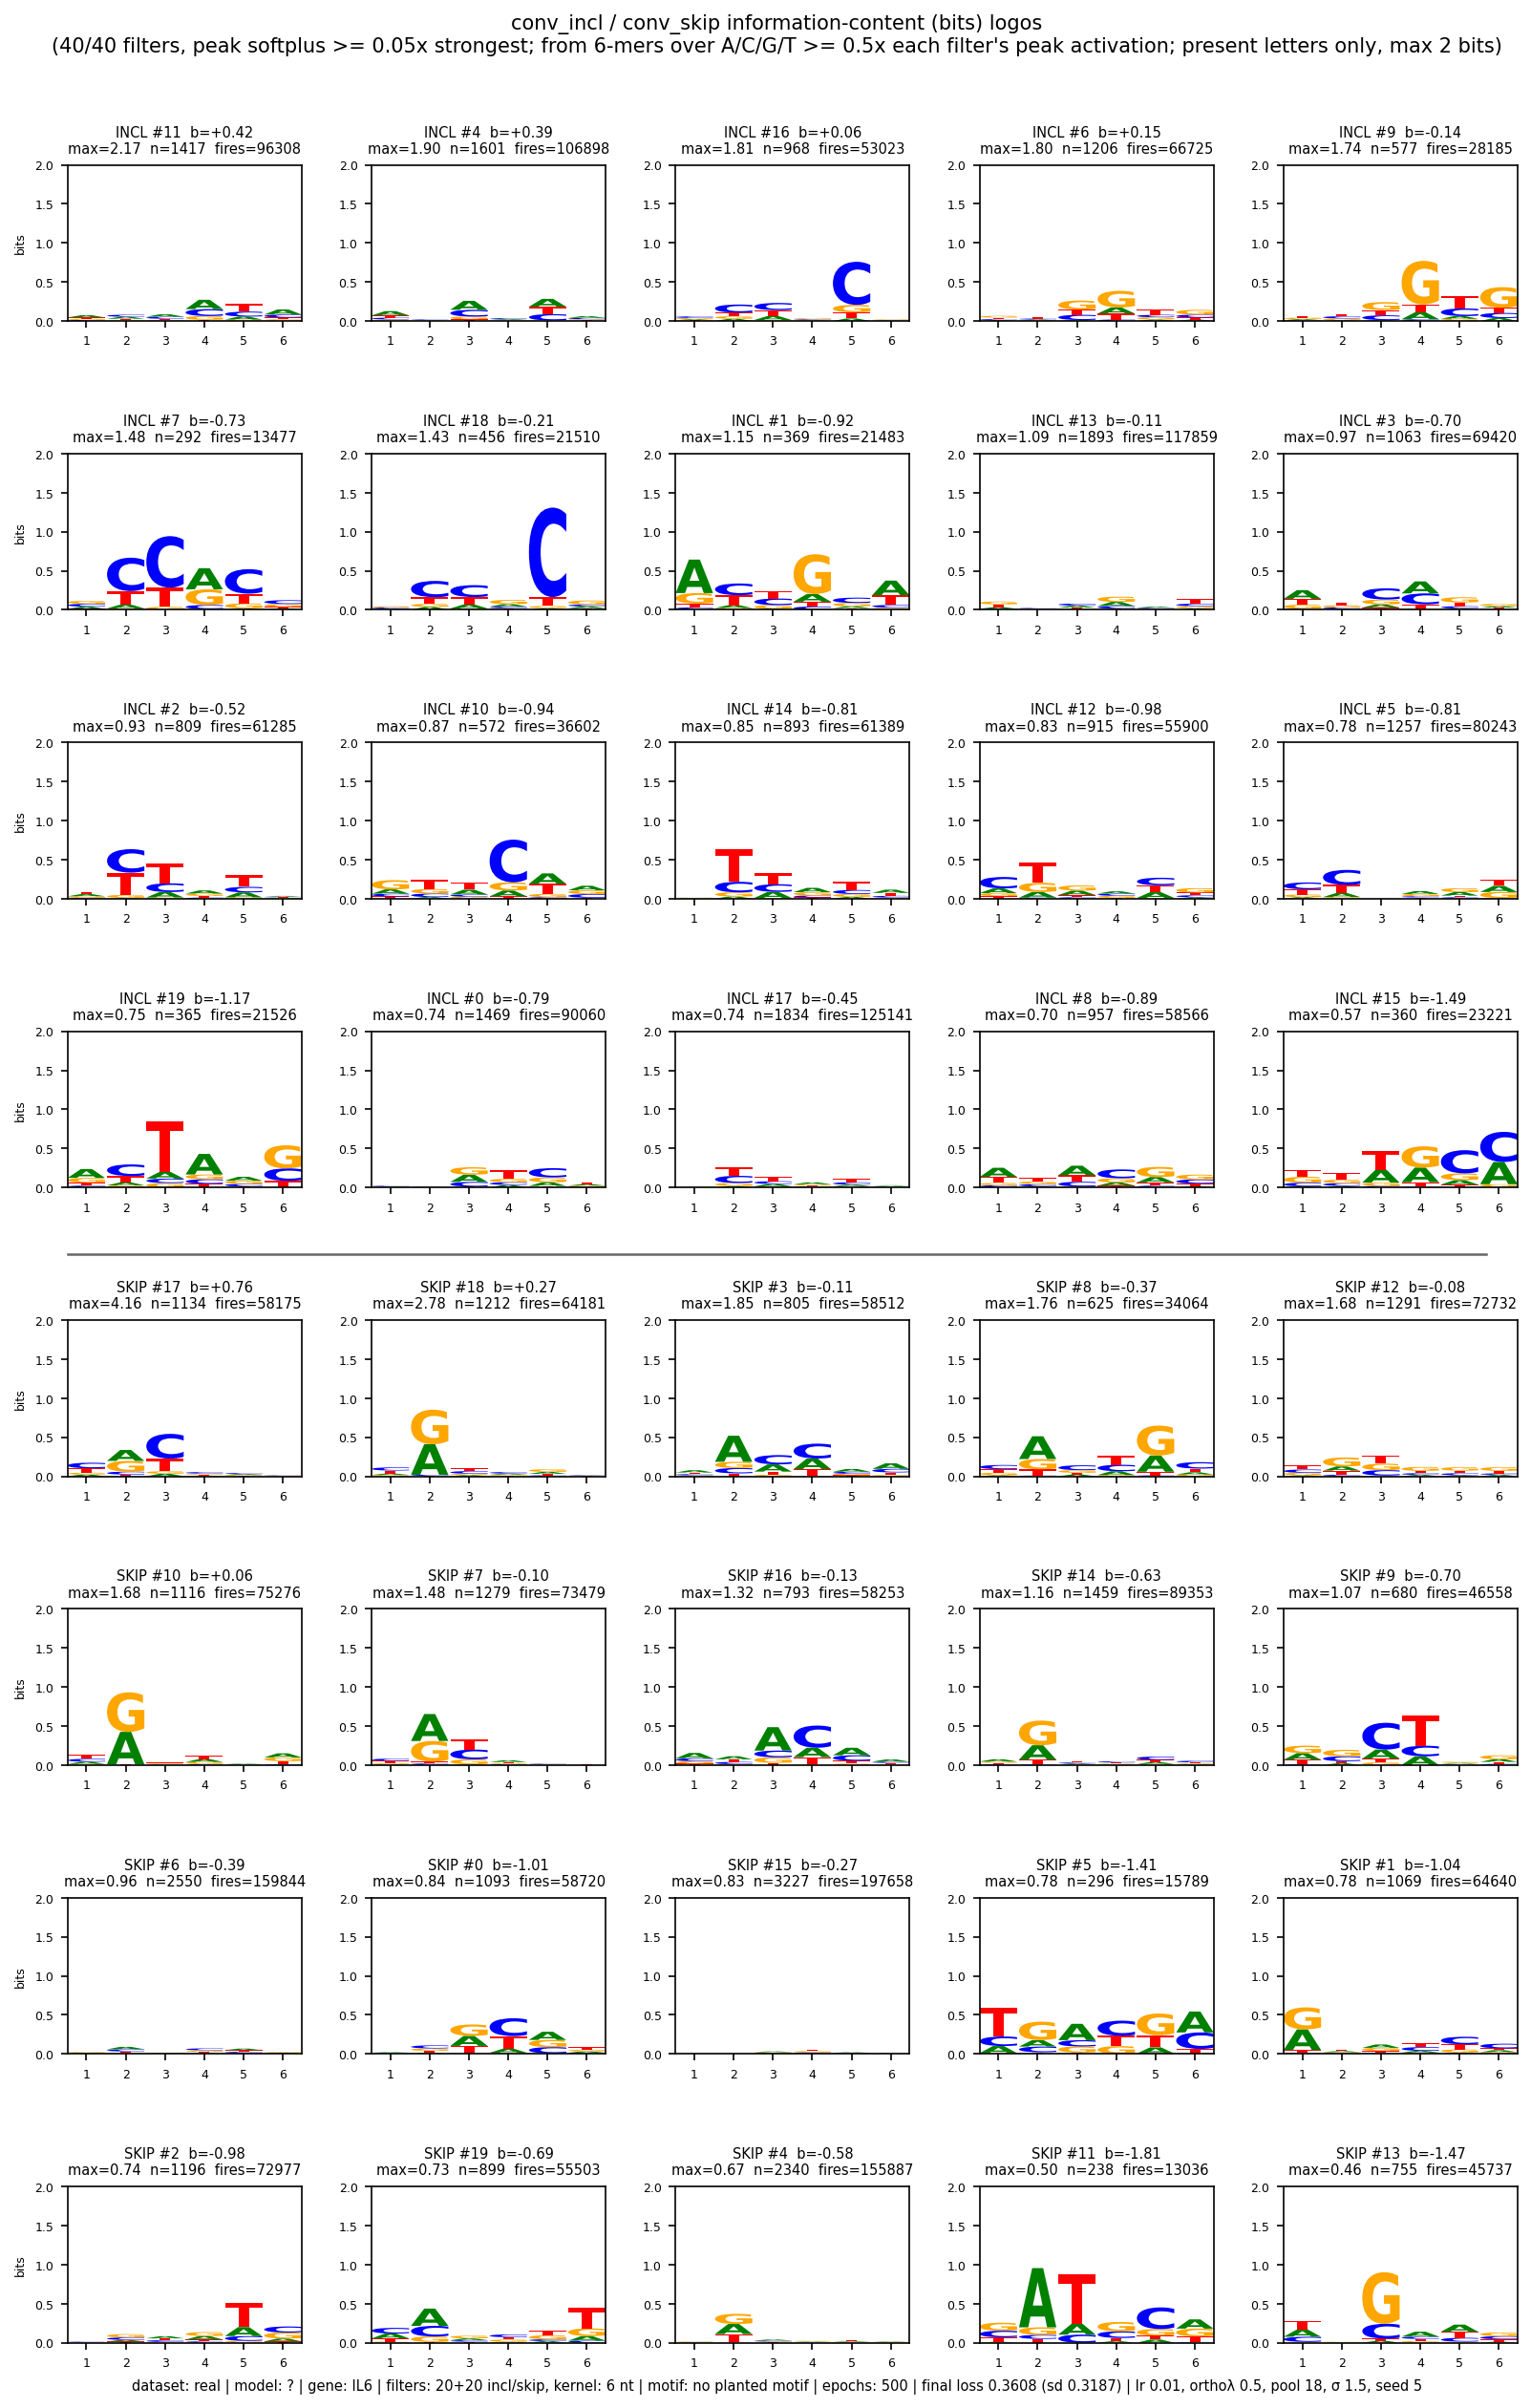 conv_incl / conv_skip information-content (bits) logos
(40/40 filters, peak softplus >= 0.05x strongest; from 6-mers over A/C/G/T >= 0.5x each filter's peak activation; present letters only, max 2 bits)
INCL #11 b=+0.42
max=2.17 n=1417 fires=96308
INCL #4 b=+0.39
max=1.90 n=1601 fires=106898
INCL #16 b=+0.06
max=1.81 n=968 fires=53023
INCL #6 b=+0.15
max=1.80 n=1206 fires=66725
INCL #9 b=-0.14
max=1.74 n=577 fires=28185
INCL #7 b=-0.73
max=1.48 n=292 fires=13477
INCL #18 b=-0.21
max=1.43 n=456 fires=21510
INCL #1 b=-0.92
max=1.15 n=369 fires=21483
INCL #13 b=-0.11
max=1.09 n=1893 fires=117859
INCL #3 b=-0.70
max=0.97 n=1063 fires=69420
INCL #2 b=-0.52
max=0.93 n=809 fires=61285
INCL #10 b=-0.94
max=0.87 n=572 fires=36602
INCL #14 b=-0.81
max=0.85 n=893 fires=61389
INCL #12 b=-0.98
max=0.83 n=915 fires=55900
INCL #5 b=-0.81
max=0.78 n=1257 fires=80243
INCL #19 b=-1.17
max=0.75 n=365 fires=21526
INCL #0 b=-0.79
max=0.74 n=1469 fires=90060
INCL #17 b=-0.45
max=0.74 n=1834 fires=125141
INCL #8 b=-0.89
max=0.70 n=957 fires=58566
INCL #15 b=-1.49
max=0.57 n=360 fires=23221
SKIP #17 b=+0.76
max=4.16 n=1134 fires=58175
SKIP #18 b=+0.27
max=2.78 n=1212 fires=64181
SKIP #3 b=-0.11
max=1.85 n=805 fires=58512
SKIP #8 b=-0.37
max=1.76 n=625 fires=34064
SKIP #12 b=-0.08
max=1.68 n=1291 fires=72732
SKIP #10 b=+0.06
max=1.68 n=1116 fires=75276
SKIP #7 b=-0.10
max=1.48 n=1279 fires=73479
SKIP #16 b=-0.13
max=1.32 n=793 fires=58253
SKIP #14 b=-0.63
max=1.16 n=1459 fires=89353
SKIP #9 b=-0.70
max=1.07 n=680 fires=46558
SKIP #6 b=-0.39
max=0.96 n=2550 fires=159844
SKIP #0 b=-1.01
max=0.84 n=1093 fires=58720
SKIP #15 b=-0.27
max=0.83 n=3227 fires=197658
SKIP #5 b=-1.41
max=0.78 n=296 fires=15789
SKIP #1 b=-1.04
max=0.78 n=1069 fires=64640
SKIP #2 b=-0.98
max=0.74 n=1196 fires=72977
SKIP #19 b=-0.69
max=0.73 n=899 fires=55503
SKIP #4 b=-0.58
max=0.67 n=2340 fires=155887
SKIP #11 b=-1.81
max=0.50 n=238 fires=13036
SKIP #13 b=-1.47
max=0.46 n=755 fires=45737
dataset: real | model: ? | gene: IL6 | filters: 20+20 incl/skip, kernel: 6 nt | motif: no planted motif | epochs: 500 | final loss 0.3608 (sd 0.3187) | lr 0.01, orthoλ 0.5, pool 18, σ 1.5, seed 5